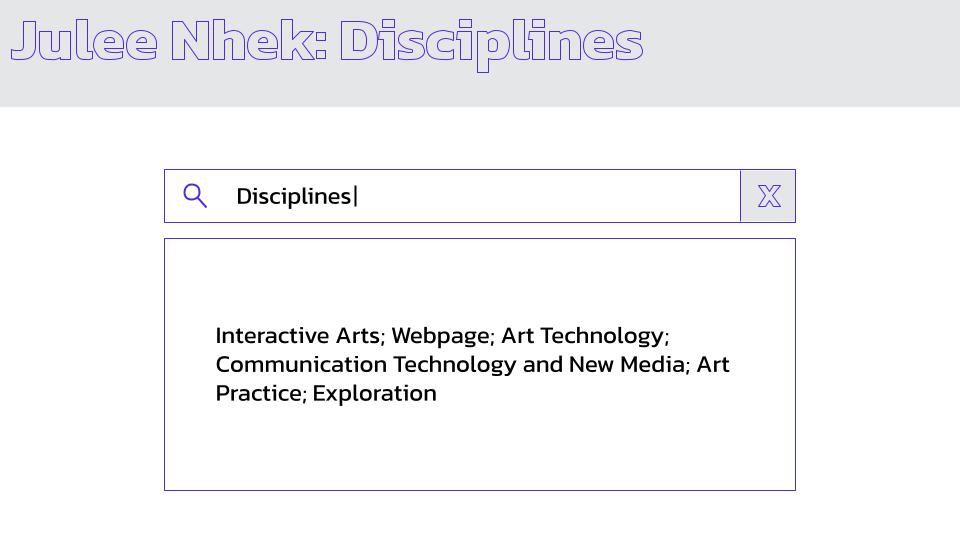 Julee Nhek: Disciplines
Disciplines|
X
Interactive Arts; Webpage; Art Technology;
Communication Technology and New Media; Art
Practice; Exploration